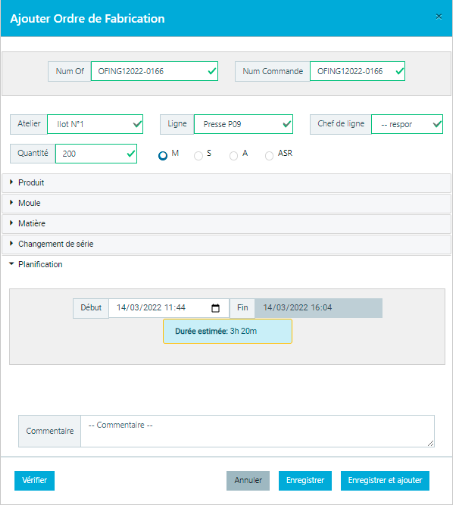 Ajouter Ordre de Fabrication ×
Num Of OFING12022-0166 Num Commande OFING12022-0166
Atelier Ilot N°1 Ligne Presse P09 Chef de ligne -- respor
Quantité 200 M S A ASR
Produit
Moule
Matière
Changement de série
Planification
Début 14/03/2022 11:44 Fin 14/03/2022 16:04
Durée estimée: 3h 20m
Commentaire -- Commentaire --
Vérifier Annuler Enregistrer Enregistrer et ajouter